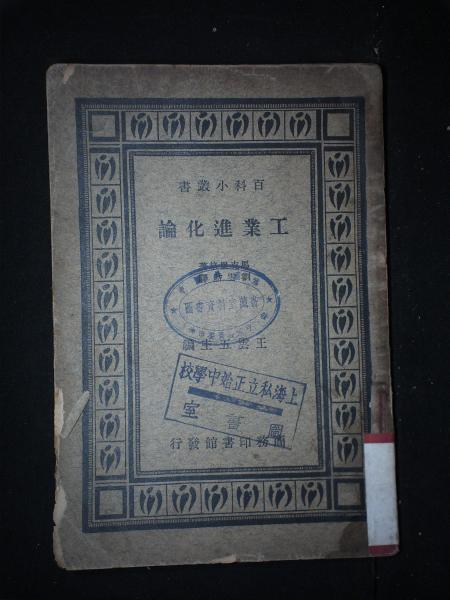 百科小叢書
工業進化論
王雲五主編
上海私立正始中學校
圖書室
商務印書館發行